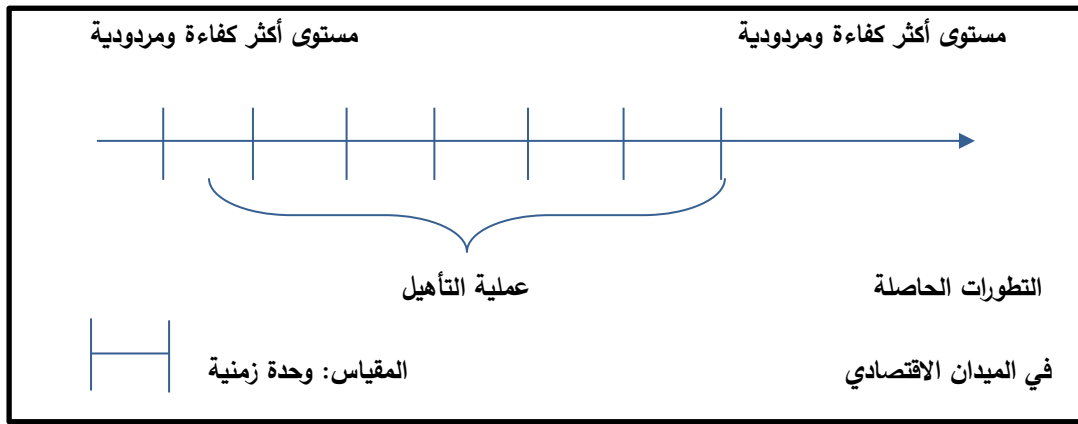 مستوى أكثر كفاءة ومردودية
مستوى أكثر كفاءة ومردودية
التطورات الحاصلة
عملية التأهيل
في الميدان الاقتصادي
المقياس: وحدة زمنية